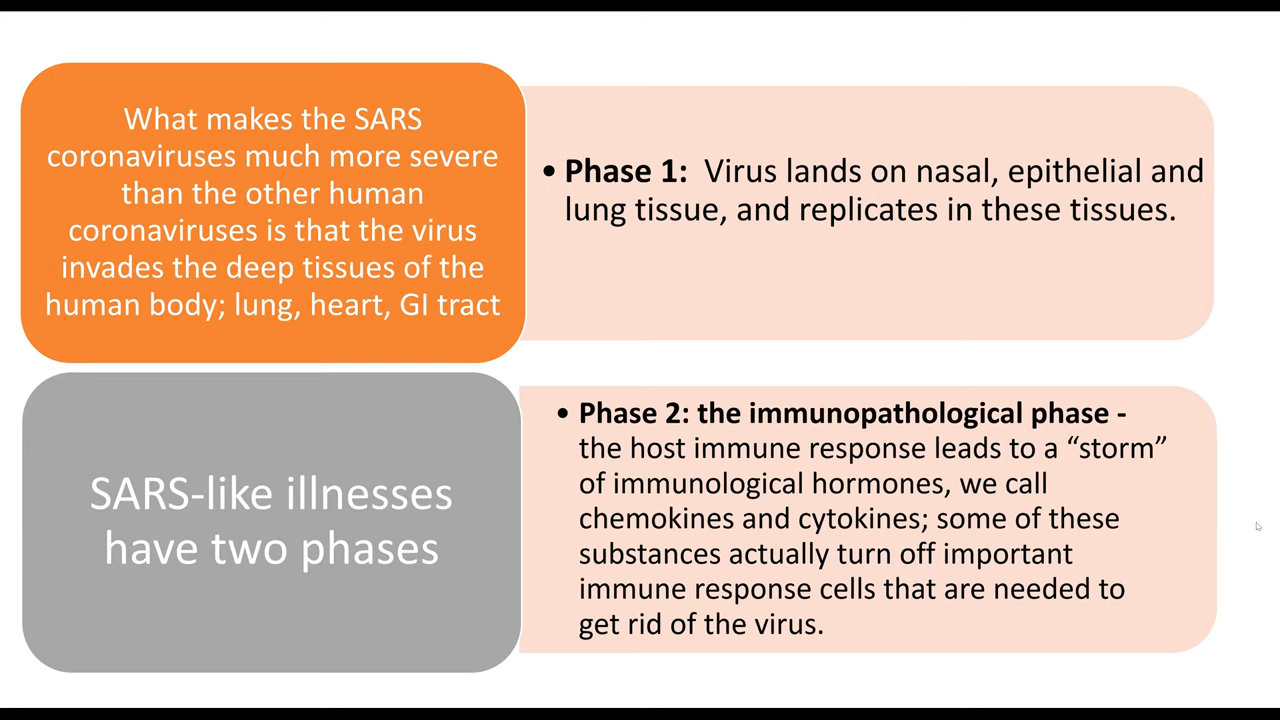 What makes the SARS
coronaviruses much more severe
than the other human
coronaviruses is that the virus
invades the deep tissues of the
human body; lung, heart, GI tract
• Phase 1:  Virus lands on nasal, epithelial and
lung tissue, and replicates in these tissues.
SARS-like illnesses
have two phases
• Phase 2: the immunopathological phase -
the host immune response leads to a “storm”
of immunological hormones, we call
chemokines and cytokines; some of these
substances actually turn off important
immune response cells that are needed to
get rid of the virus.